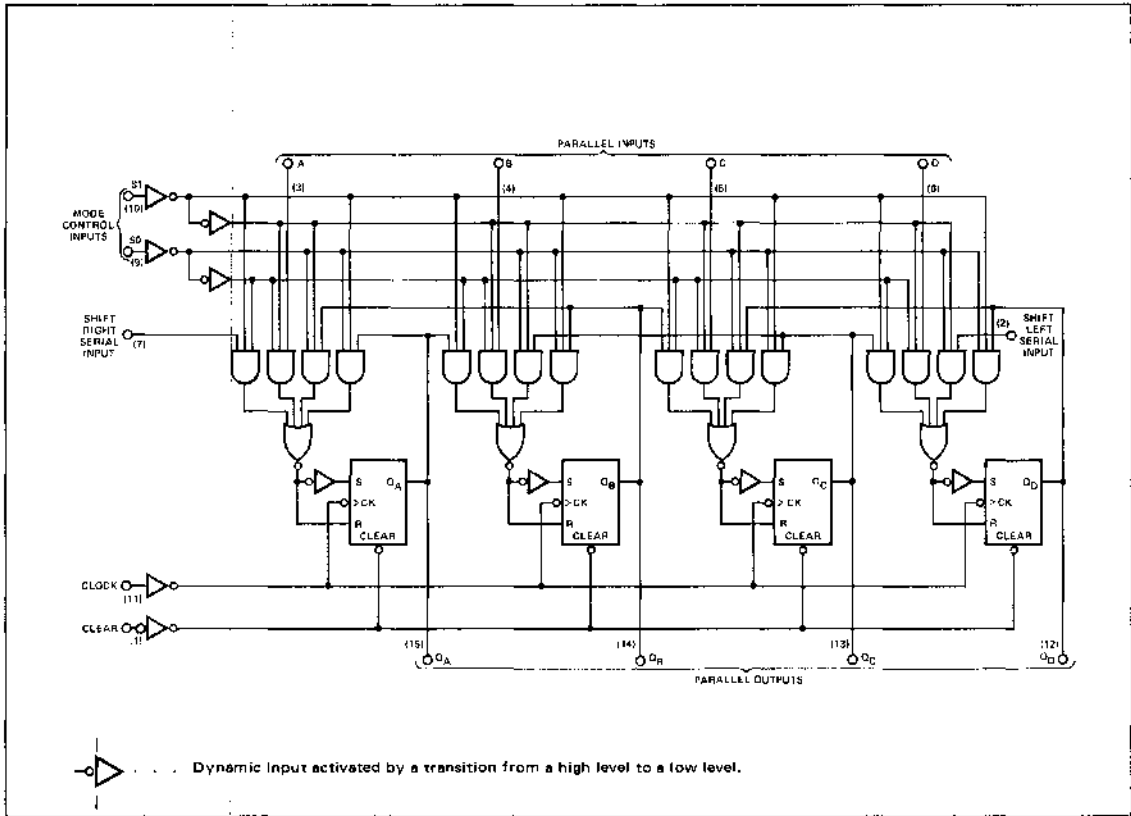 PARALLEL INPUTS
A B C D
(3) (4) (5) (6)
S1
(10)
MODE
CONTROL
INPUTS
S0
(9)
SHIFT
RIGHT
SERIAL
INPUT
(7)
(2) SHIFT
LEFT
SERIAL
INPUT
S QA S QB S QC S QD
CK CK CK CK
R R R R
CLEAR CLEAR CLEAR CLEAR
CLOCK
(11)
CLEAR
(15) (14) (13) (12)
QA QB QC QD
PARALLEL OUTPUTS
. . . Dynamic input activated by a transition from a high level to a low level.